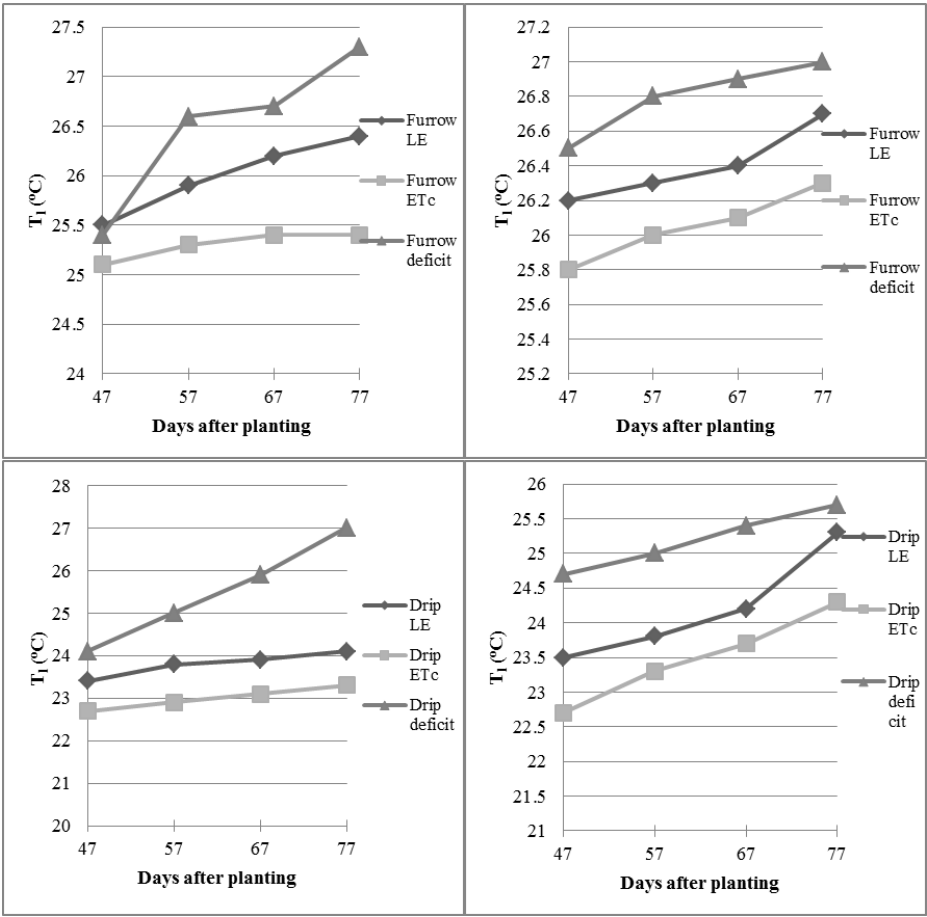 27.5
27
26.5
26
25.5
25
24.5
24
T₁ (ºC)
47 57 67 77
Days after planting
Furrow
LE
Furrow
ETc
Furrow
deficit
27.2
27
26.8
26.6
26.4
26.2
26
25.8
25.6
25.4
25.2
T₁ (ºC)
47 57 67 77
Days after planting
Furrow
LE
Furrow
ETc
Furrow
deficit
28
27
26
25
24
23
22
21
20
T₁ (ºC)
47 57 67 77
Days after planting
Drip
LE
Drip
ETc
Drip
deficit
26
25.5
25
24.5
24
23.5
23
22.5
22
21.5
21
T₁ (ºC)
47 57 67 77
Days after planting
Drip
LE
Drip
ETc
Drip
defi
cit